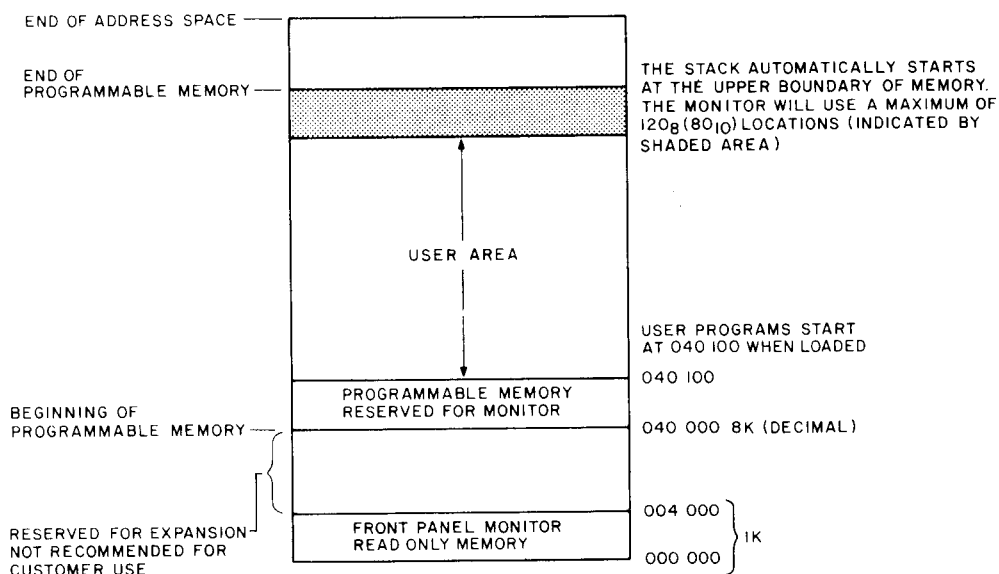 END OF ADDRESS SPACE
END OF
PROGRAMMABLE MEMORY
THE STACK AUTOMATICALLY STARTS
AT THE UPPER BOUNDARY OF MEMORY.
THE MONITOR WILL USE A MAXIMUM OF
120₈(80₁₀) LOCATIONS (INDICATED BY
SHADED AREA)
USER AREA
USER PROGRAMS START
AT 040 100 WHEN LOADED
040 100
PROGRAMMABLE MEMORY
RESERVED FOR MONITOR
BEGINNING OF
PROGRAMMABLE MEMORY
040 000 8K (DECIMAL)
RESERVED FOR EXPANSION
NOT RECOMMENDED FOR
CUSTOMER USE
004 000
FRONT PANEL MONITOR
READ ONLY MEMORY
1K
000 000